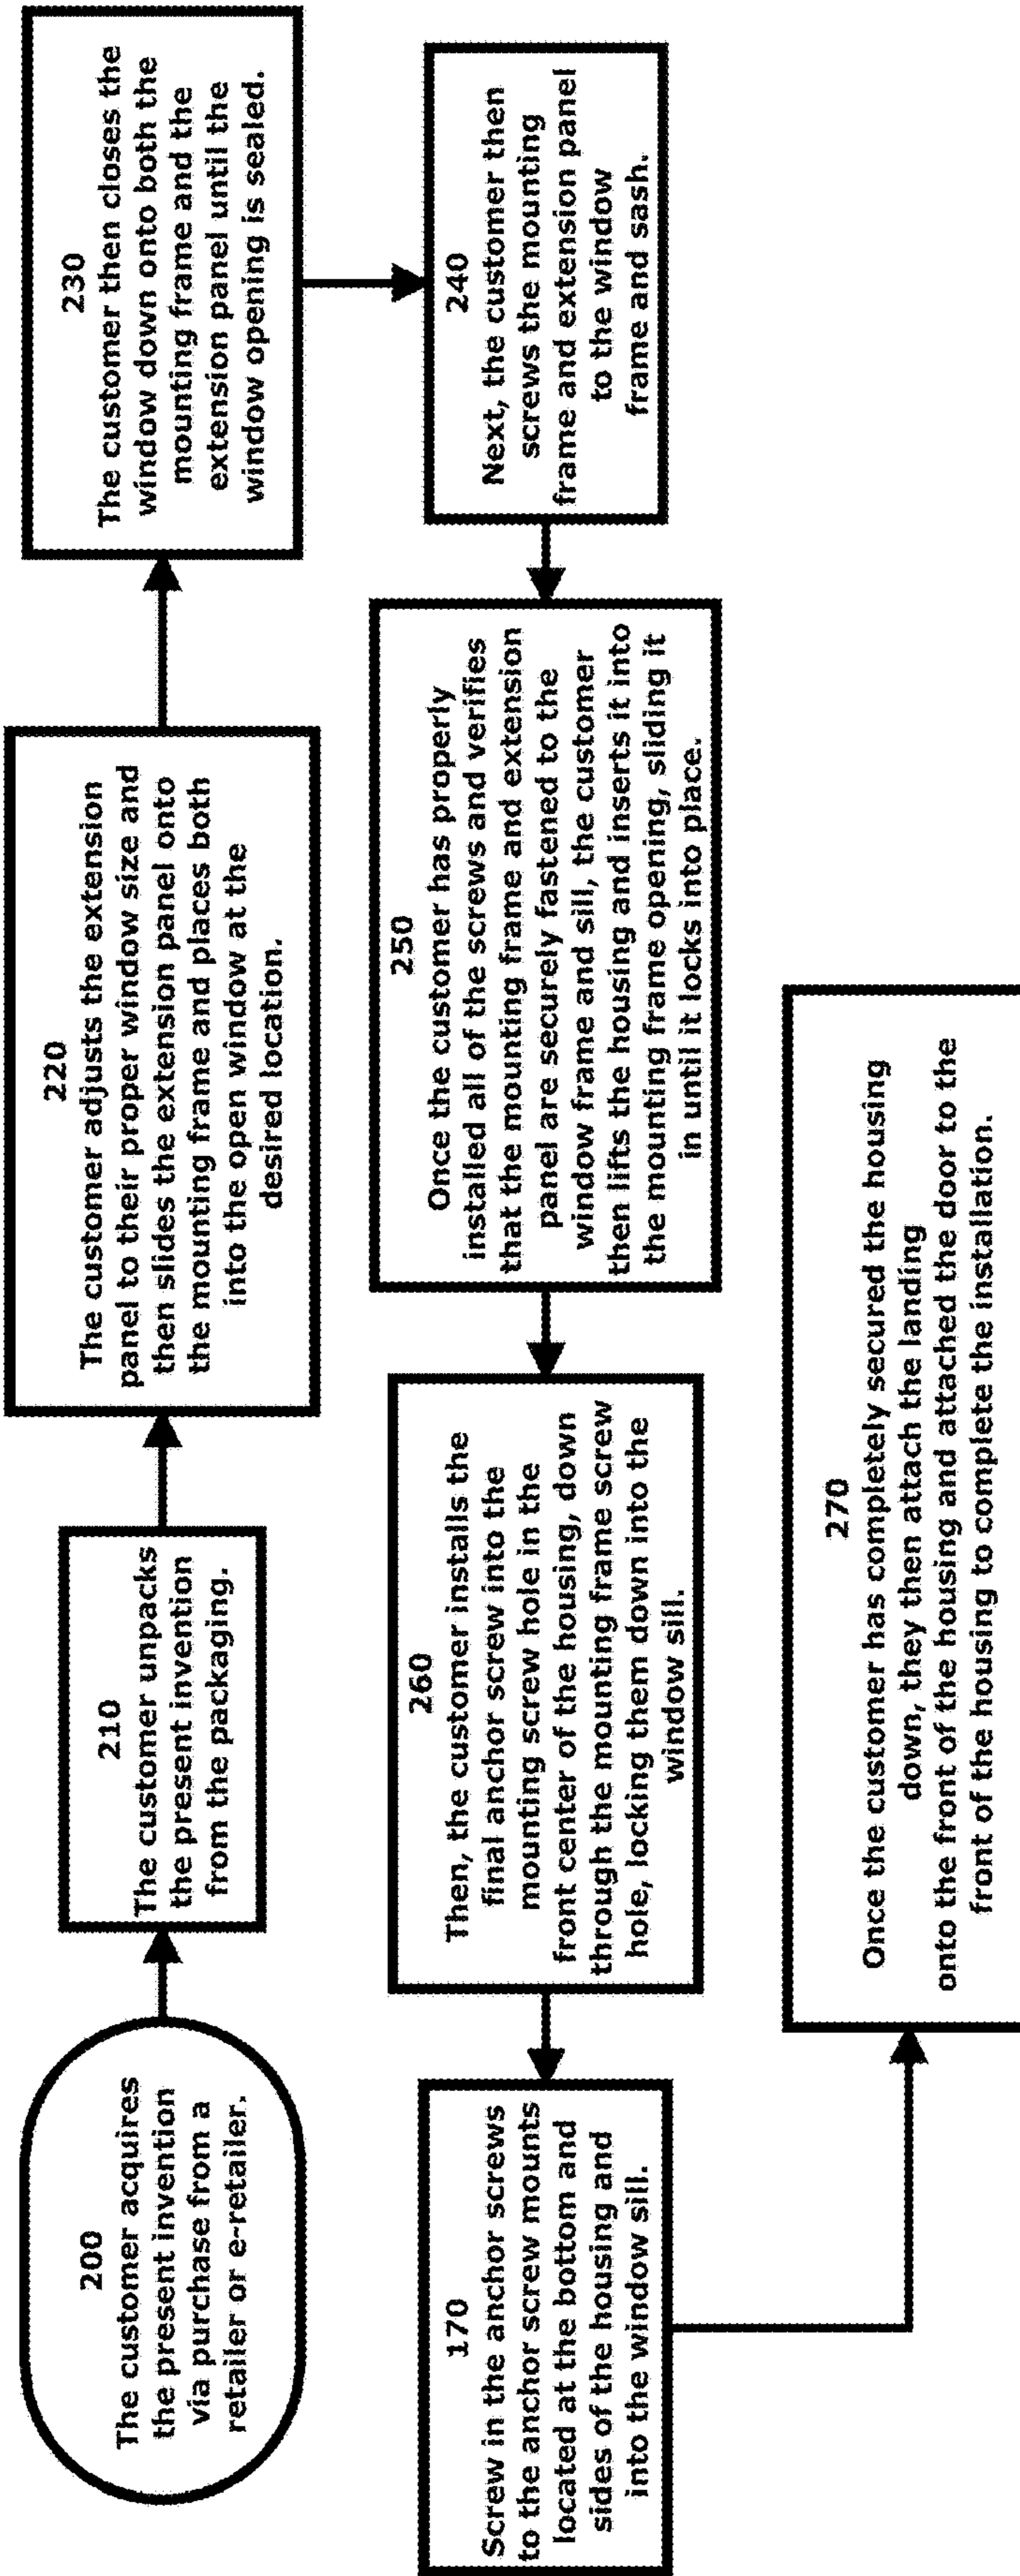 200
The customer acquires
the present invention
via purchase from a
retailer or e-retailer.
210
The customer unpacks
the present invention
from the packaging.
220
The customer adjusts the extension
panel to their proper window size and
then slides the extension panel onto
the mounting frame and places both
into the open window at the
desired location.
230
The customer then closes the
window down onto both the
mounting frame and the
extension panel until the
window opening is sealed.
240
Next, the customer then
screws the mounting
frame and extension panel
to the window
frame and sash.
250
Once the customer has properly
installed all of the screws and verifies
that the mounting frame and extension
panel are securely fastened to the
window frame and sill, the customer
then lifts the housing and inserts it into
the mounting frame opening, sliding it
in until it locks into place.
260
Then, the customer installs the
final anchor screw into the
mounting screw hole in the
front center of the housing, down
through the mounting frame screw
hole, locking them down into the
window sill.
170
Screw in the anchor screws
to the anchor screw mounts
located at the bottom and
sides of the housing and
into the window sill.
270
Once the customer has completely secured the housing
down, they then attach the landing
onto the front of the housing and attached the door to the
front of the housing to complete the installation.